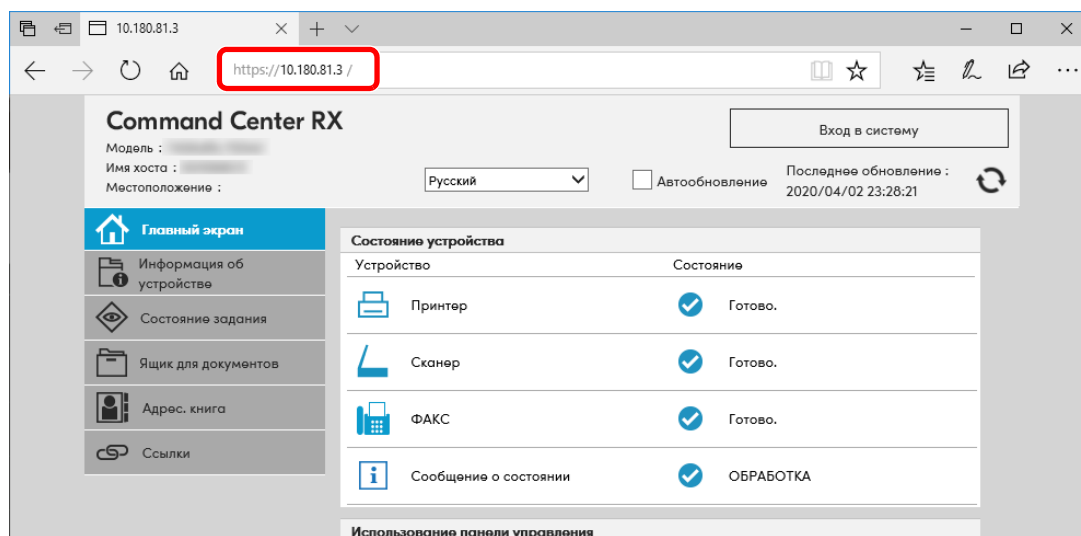 10.180.81.3
https://10.180.81.3 /
Command Center RX
Модель :
Имя хоста :
Местоположение :
Вход в систему
Русский
Автообновление
Последнее обновление :
2020/04/02 23:28:21
Главный экран
Информация об
устройстве
Состояние задания
Ящик для документов
Адрес. книга
Ссылки
Состояние устройства
Устройство Состояние
Принтер Готово.
Сканер Готово.
ФАКС Готово.
Сообщение о состоянии ОБРАБОТКА
Использование панели управления